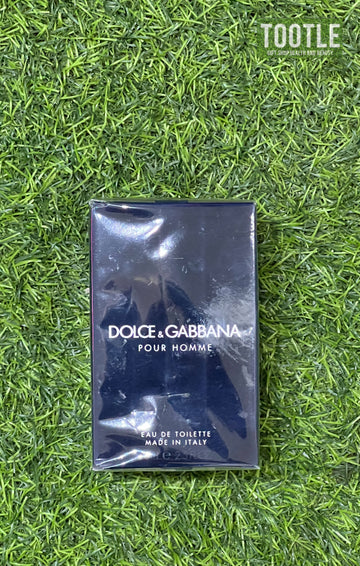 TOOTLE
DOLCE & GABBANA
POUR HOMME
EAU DE TOILETTE
MADE IN ITALY